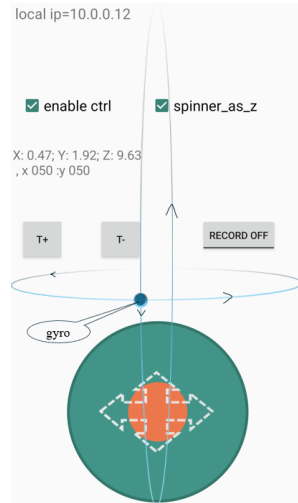 local ip=10.0.0.12
enable ctrl
spinner_as_z
X: 0.47; Y: 1.92; Z: 9.63
, x 050 :y 050
T+
T-
RECORD OFF
gyro